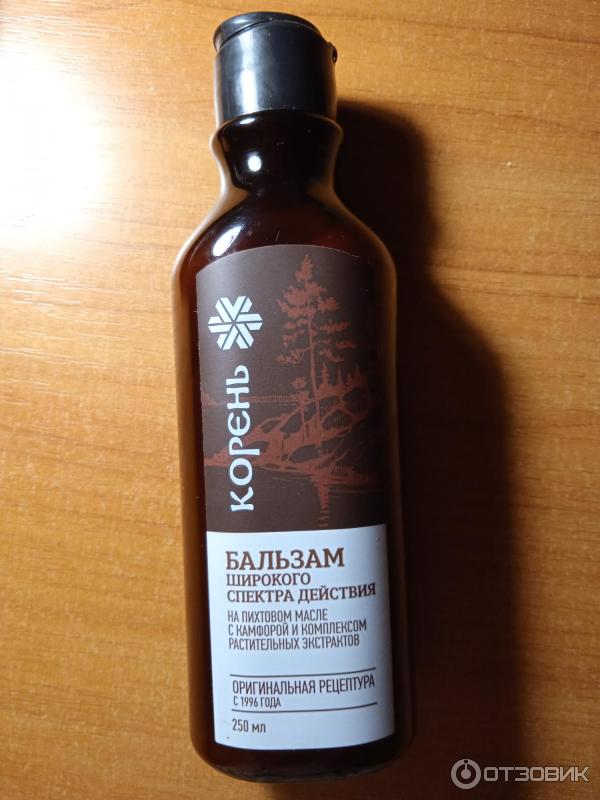 КОРЕНЬ
БАЛЬЗАМ
ШИРОКОГО
СПЕКТРА ДЕЙСТВИЯ
НА ПИХТОВОМ МАСЛЕ
С КАМФОРОЙ И КОМПЛЕКСОМ
РАСТИТЕЛЬНЫХ ЭКСТРАКТОВ
ОРИГИНАЛЬНАЯ РЕЦЕПТУРА
С 1996 ГОДА
250 мл
ОТЗОВИК